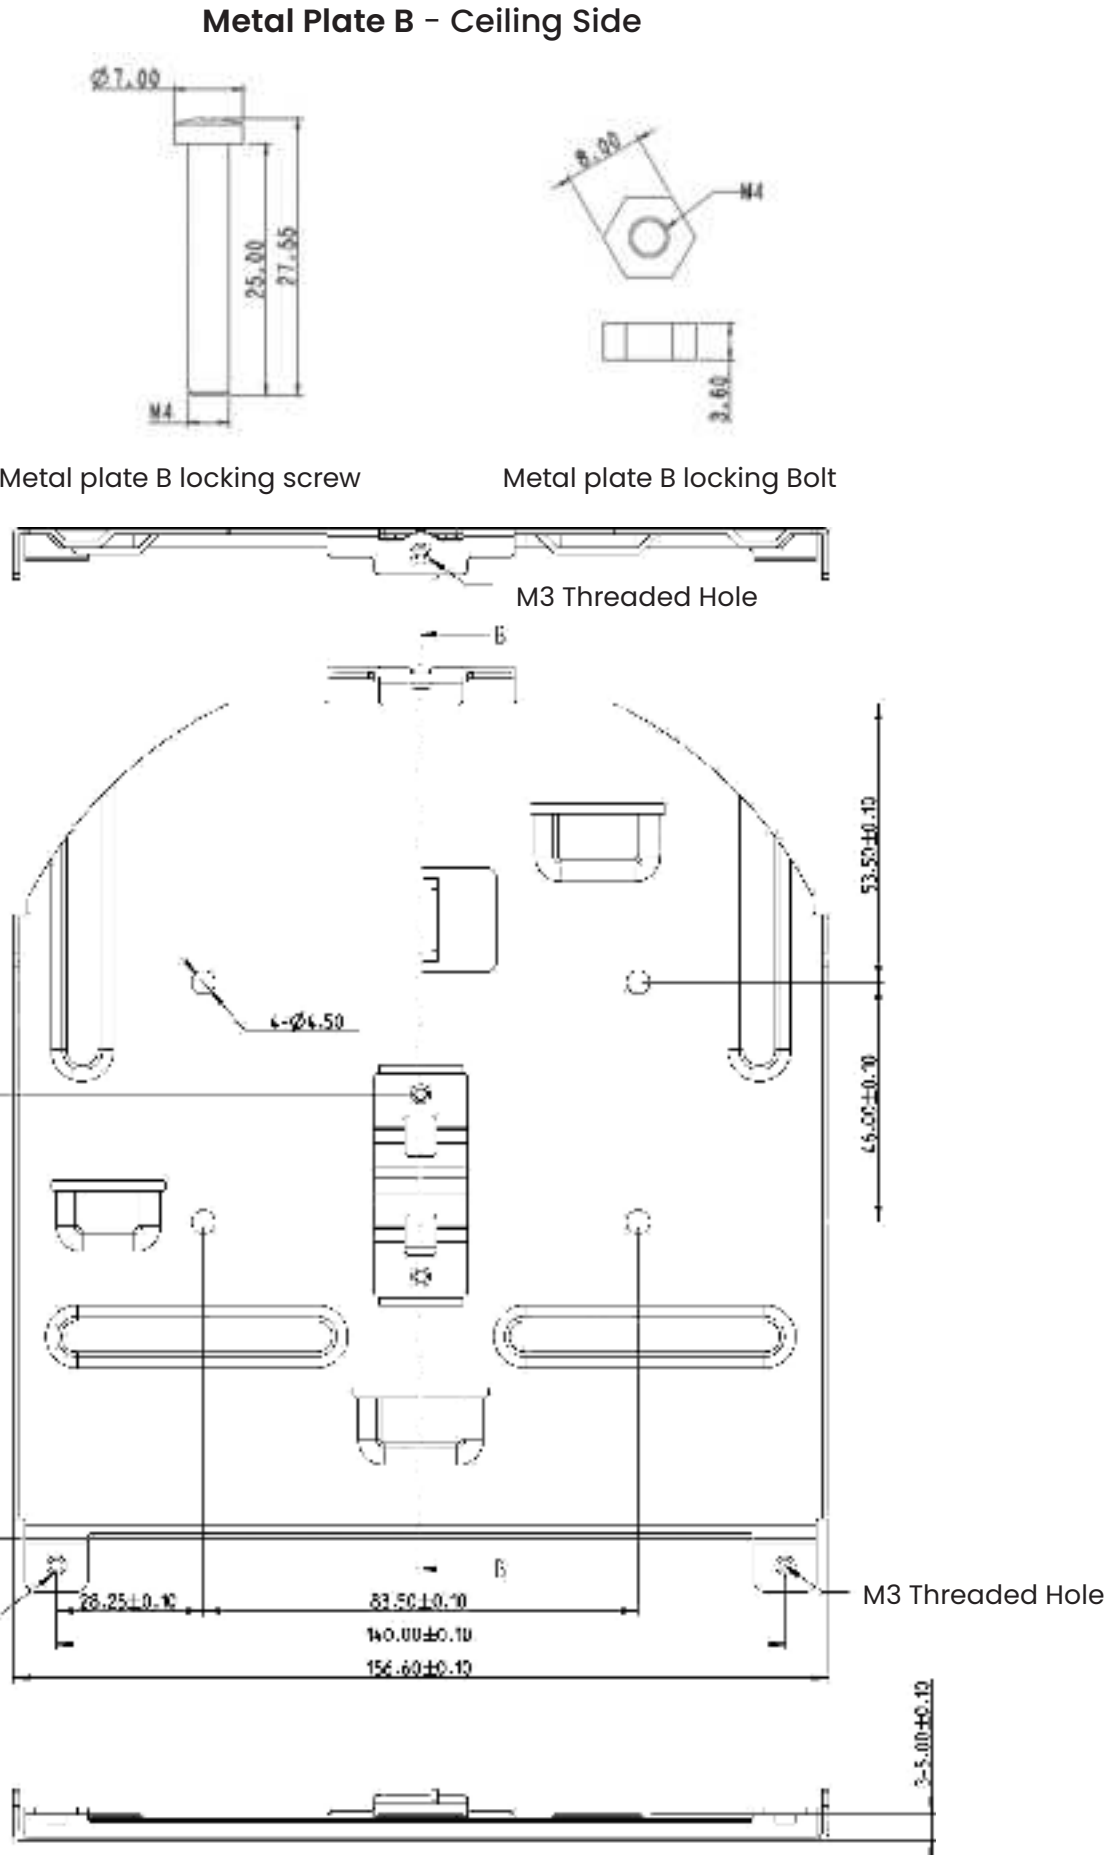 Metal Plate B - Ceiling Side
Ø7.00
8.00
M4
25.00
27.55
3.60
M4
Metal plate B locking screw
Metal plate B locking Bolt
M3 Threaded Hole
B
53.50±0.10
4-Ø4.50
46.00±0.10
B
M3 Threaded Hole
28.25±0.10
83.50±0.10
140.00±0.10
156.60±0.10
3-5.00±0.10